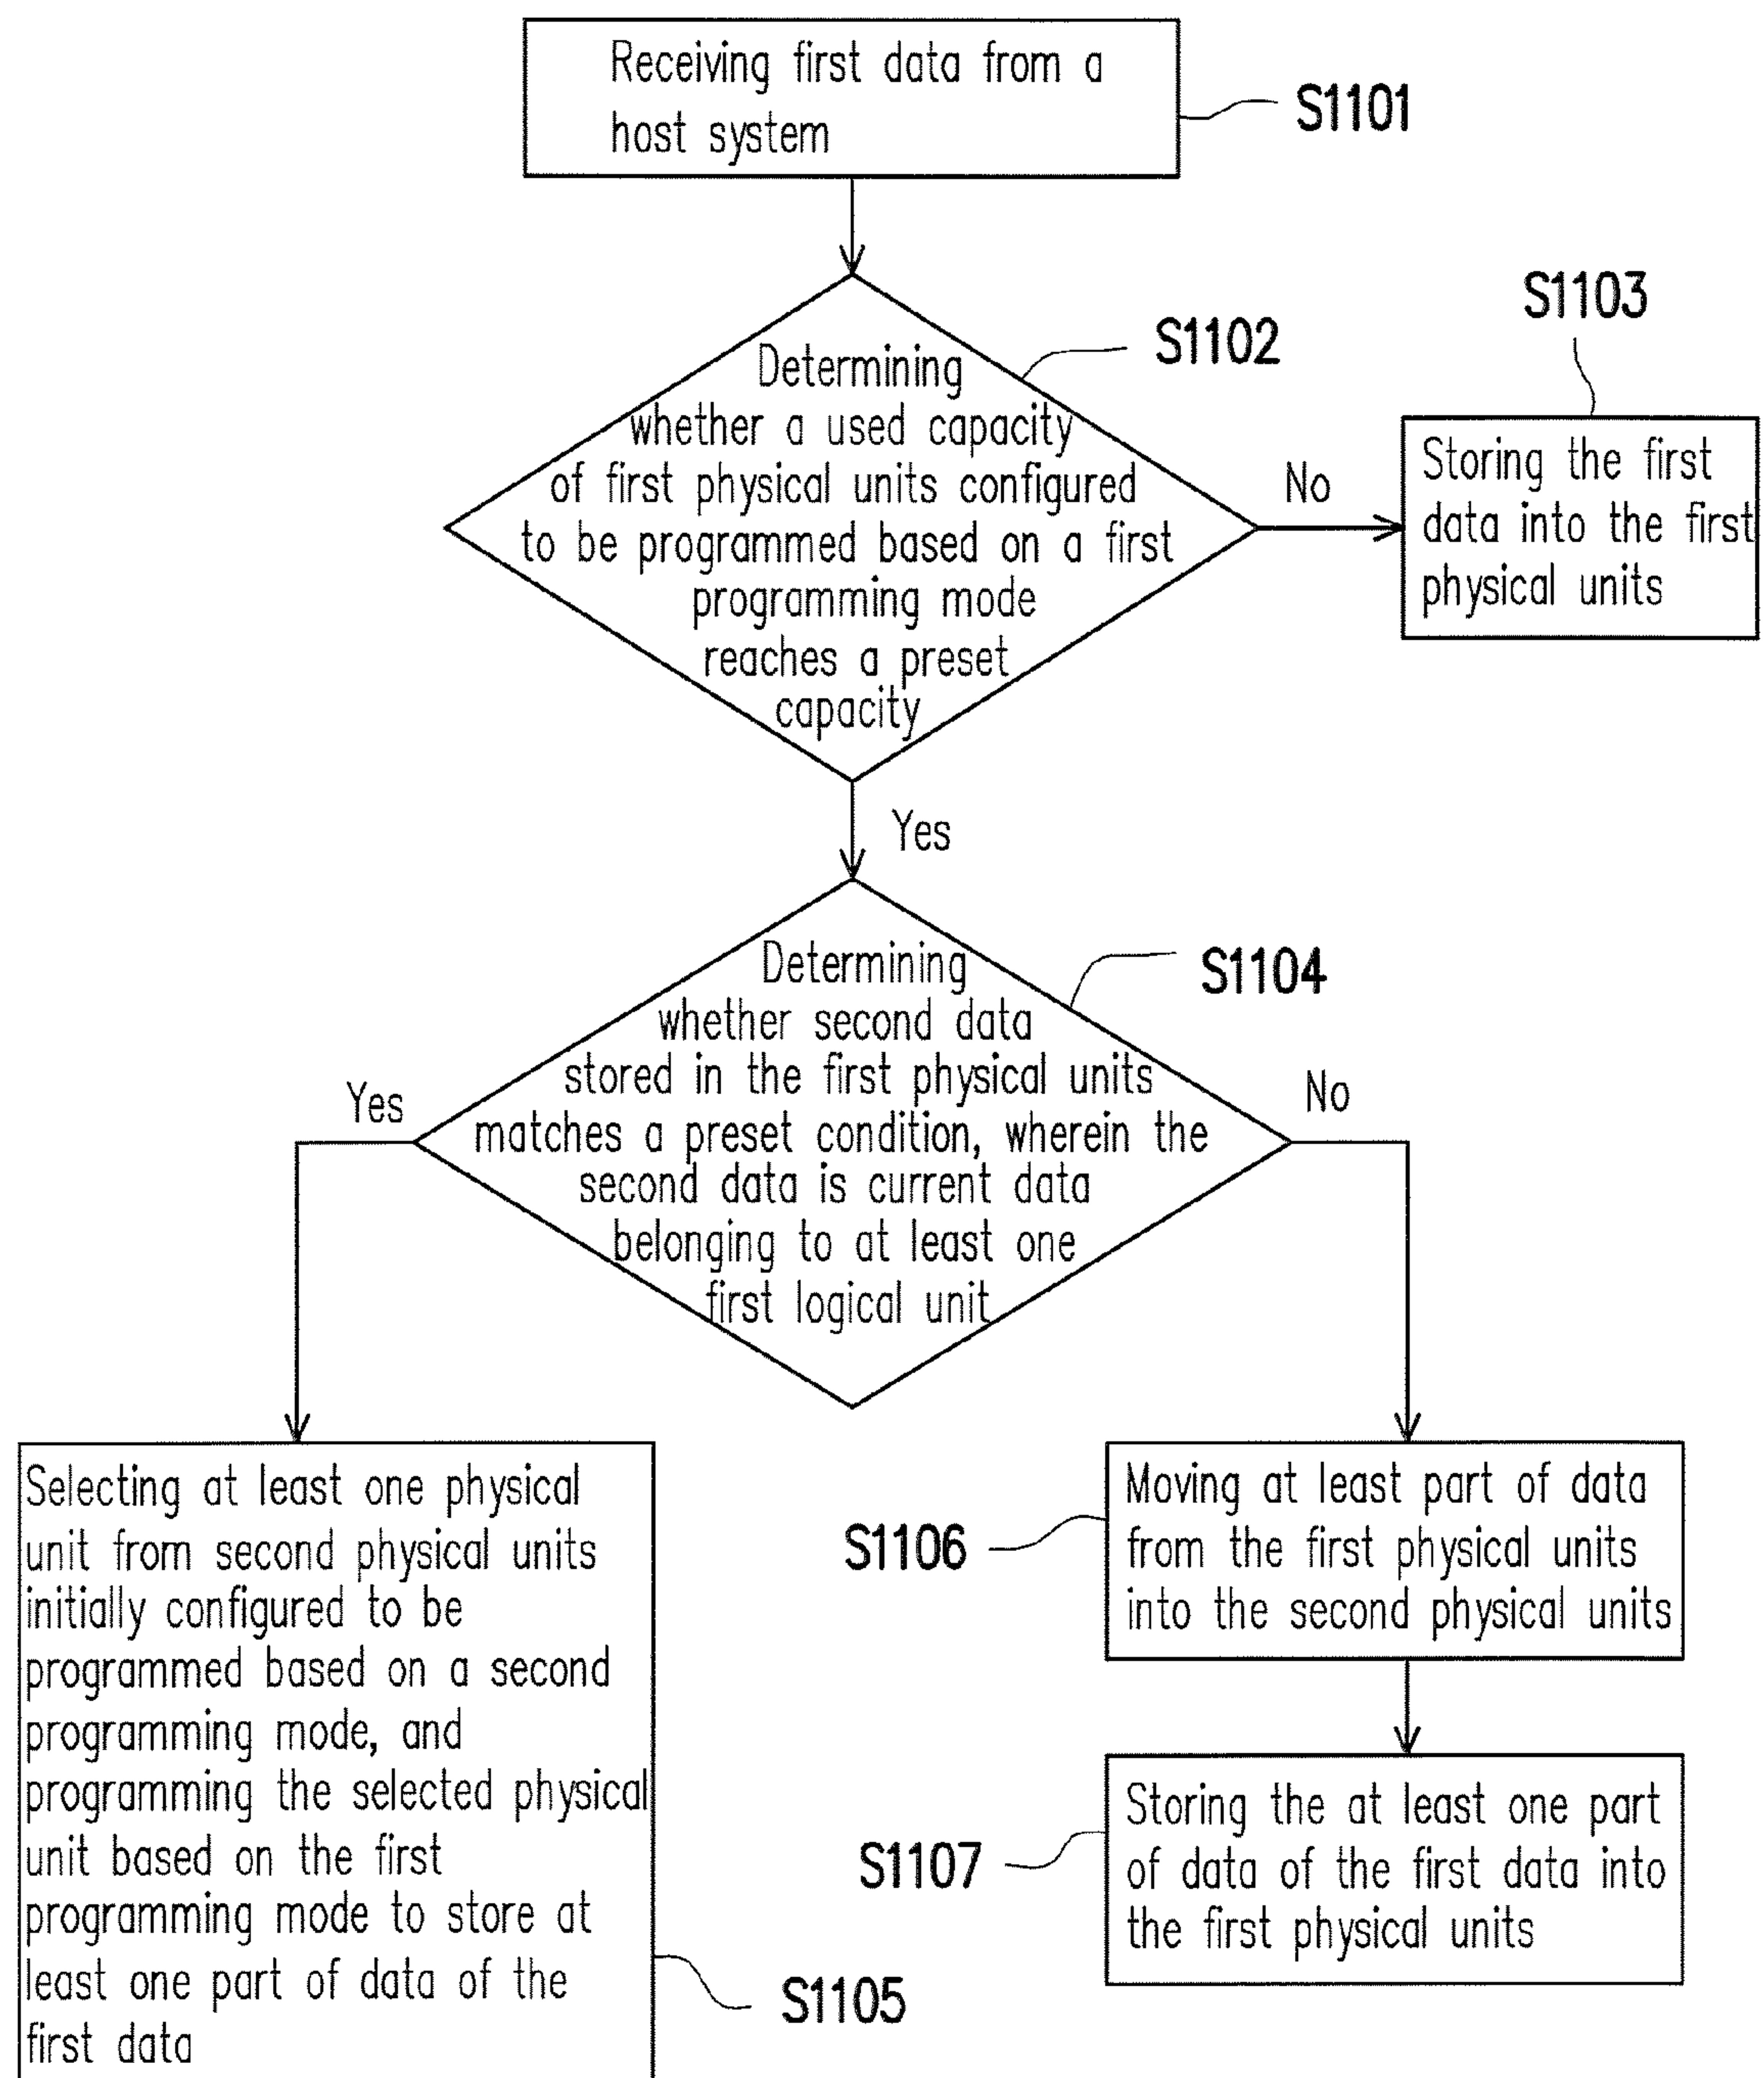 Receiving first data from a
host system
S1101
S1102
Determining
whether a used capacity
of first physical units configured
to be programmed based on a first
programming mode
reaches a preset
capacity
No
S1103
Storing the first
data into the first
physical units
Yes
S1104
Determining
whether second data
stored in the first physical units
matches a preset condition, wherein the
second data is current data
belonging to at least one
first logical unit
Yes
No
Selecting at least one physical
unit from second physical units
initially configured to be
programmed based on a second
programming mode, and
programming the selected physical
unit based on the first
programming mode to store at
least one part of data of the
first data
S1105
S1106
Moving at least part of data
from the first physical units
into the second physical units
S1107
Storing the at least one part
of data of the first data into
the first physical units